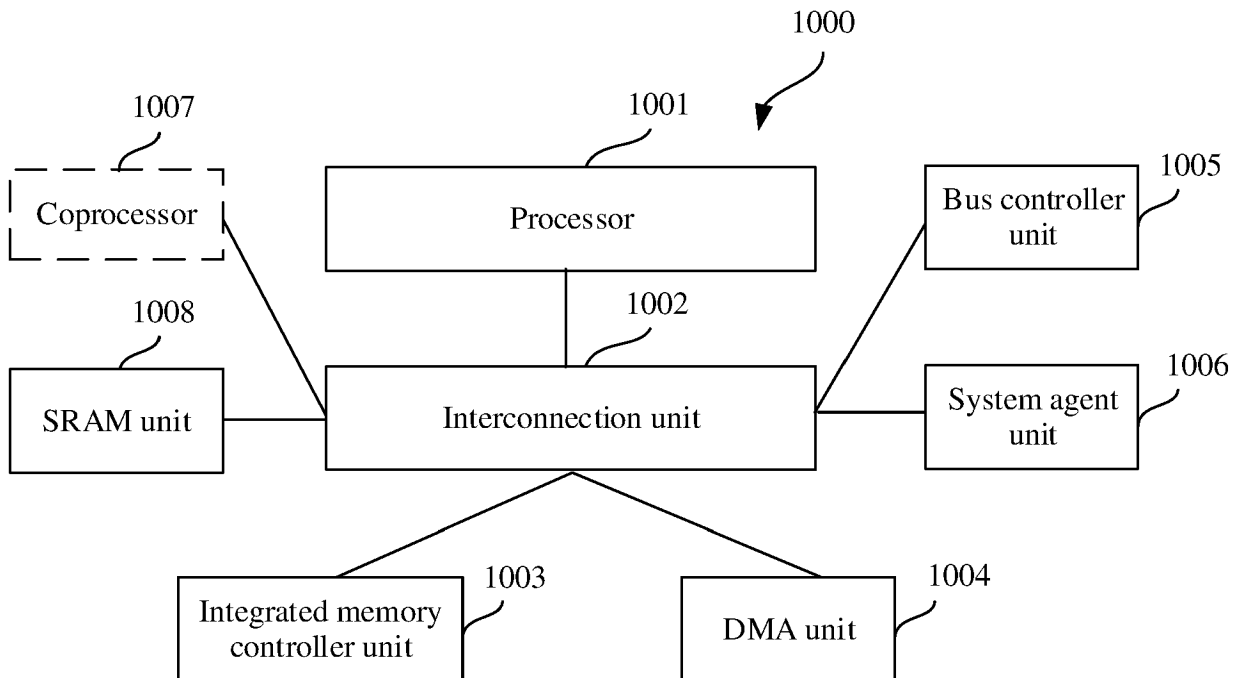 1000
1007
1001
1005
Coprocessor
Processor
Bus controller
unit
1008
1002
1006
SRAM unit
Interconnection unit
System agent
unit
1003
1004
Integrated memory
controller unit
DMA unit